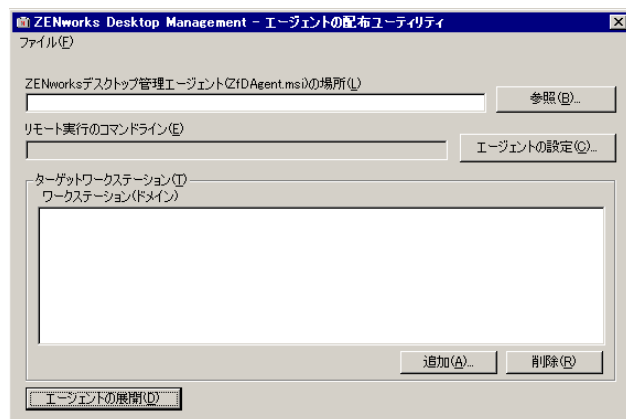 ZENworks Desktop Management - エージェントの配布ユーティリティ
ファイル(F)
ZENworksデスクトップ管理エージェント(ZfDAgent.msi)の場所(L)
参照(B)...
リモート実行のコマンドライン(E)
エージェントの設定(C)...
ターゲットワークステーション(T)
ワークステーション(ドメイン)
追加(A)...
削除(R)
エージェントの展開(D)